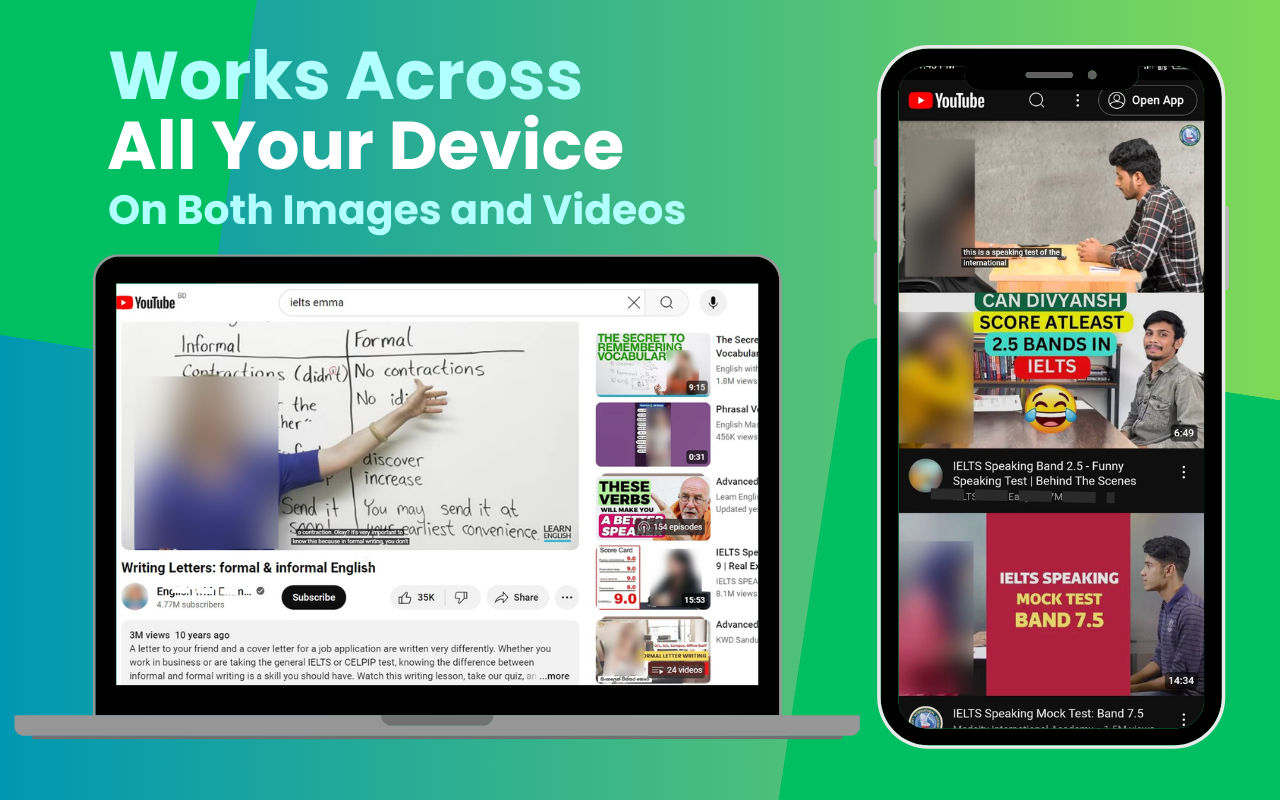 Works Across
All Your Device
On Both Images and Videos
YouTube BD
ielts emma
Informal
Formal
Contractions (didn't)
No contractions
No
the
her"
discover
increase
Send it
soon!
You may send it at
your earliest convenience.
a contraction. Okay? It's very important to
know this because in formal writing, you don't
LEARN
ENGLISH
Writing Letters: formal & informal English
English With
4.77M subscribers
Subscribe
35K
Share
3M views 10 years ago
A letter to your friend and a cover letter for a job application are written very differently. Whether you
work in business or are taking the general IELTS or CELPIP test, knowing the difference between
informal and formal writing is a skill you should have. Watch this writing lesson, take our quiz, an ...more
THE SECRET TO
REMEMBERING
VOCABULARY
9:15
The Secre
Vocabular
English with
1.8M views
0:31
Phrasal V
English Mas
456K views
THESE
VERBS
WILL MAKE YOU
A BETTER
SPEA
154 episodes
Advanced
Learn Englis
Updated yes
Score Card
9.0
9.0
9.0
9.0
OVERALL 9.0
15:53
IELTS Spe
9 | Real Ex
IELTS SPEA
8.1M views
FORMAL LETTER WRITING
24 videos
Advanced
KWD Sandu
YouTube
Open App
this is a speaking test of the
international
CAN DIVYANSH
SCORE ATLEAST
2.5 BANDS IN
IELTS
6:49
IELTS Speaking Band 2.5 - Funny
Speaking Test | Behind The Scenes
IELTS SPEAKING
MOCK TEST
BAND 7.5
14:34
IELTS Speaking Mock Test: Band 7.5